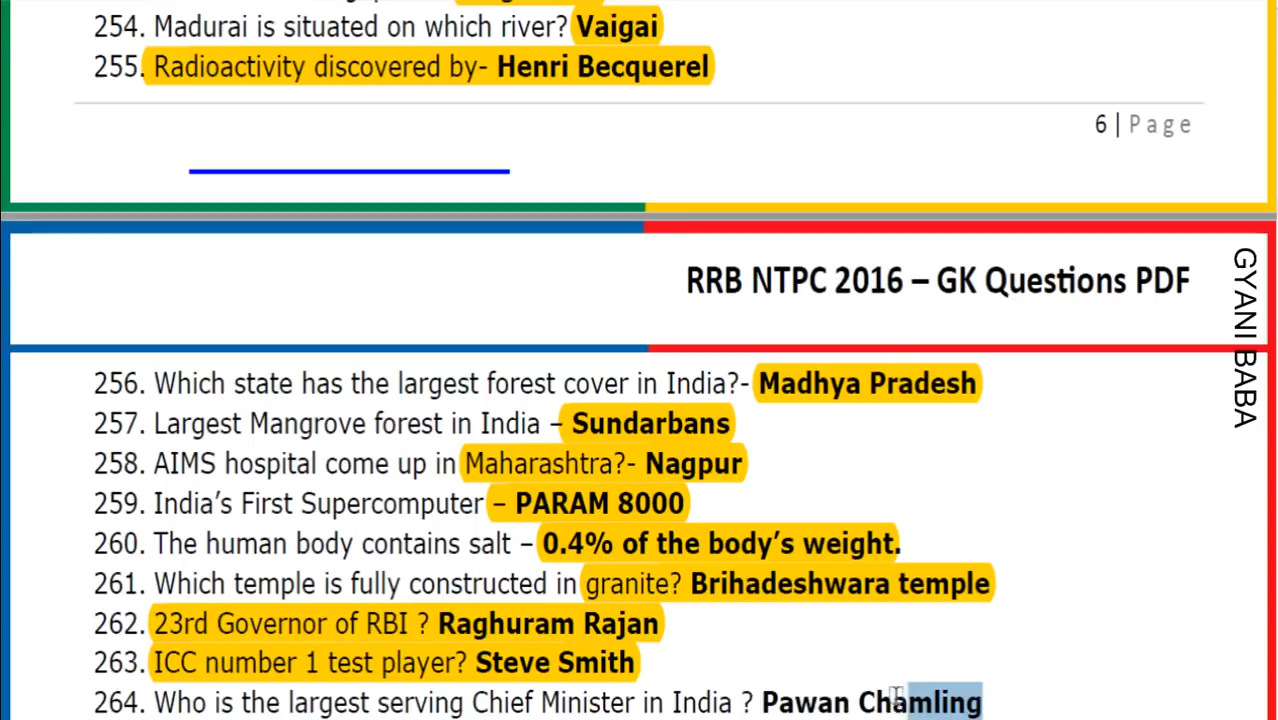 254. Madurai is situated on which river? Vaigai
255. Radioactivity discovered by- Henri Becquerel
6 | Page
RRB NTPC 2016 – GK Questions PDF
GYANI BABA
256. Which state has the largest forest cover in India?- Madhya Pradesh
257. Largest Mangrove forest in India – Sundarbans
258. AIMS hospital come up in Maharashtra?- Nagpur
259. India’s First Supercomputer – PARAM 8000
260. The human body contains salt – 0.4% of the body’s weight.
261. Which temple is fully constructed in granite? Brihadeshwara temple
262. 23rd Governor of RBI ? Raghuram Rajan
263. ICC number 1 test player? Steve Smith
264. Who is the largest serving Chief Minister in India ? Pawan Chamling